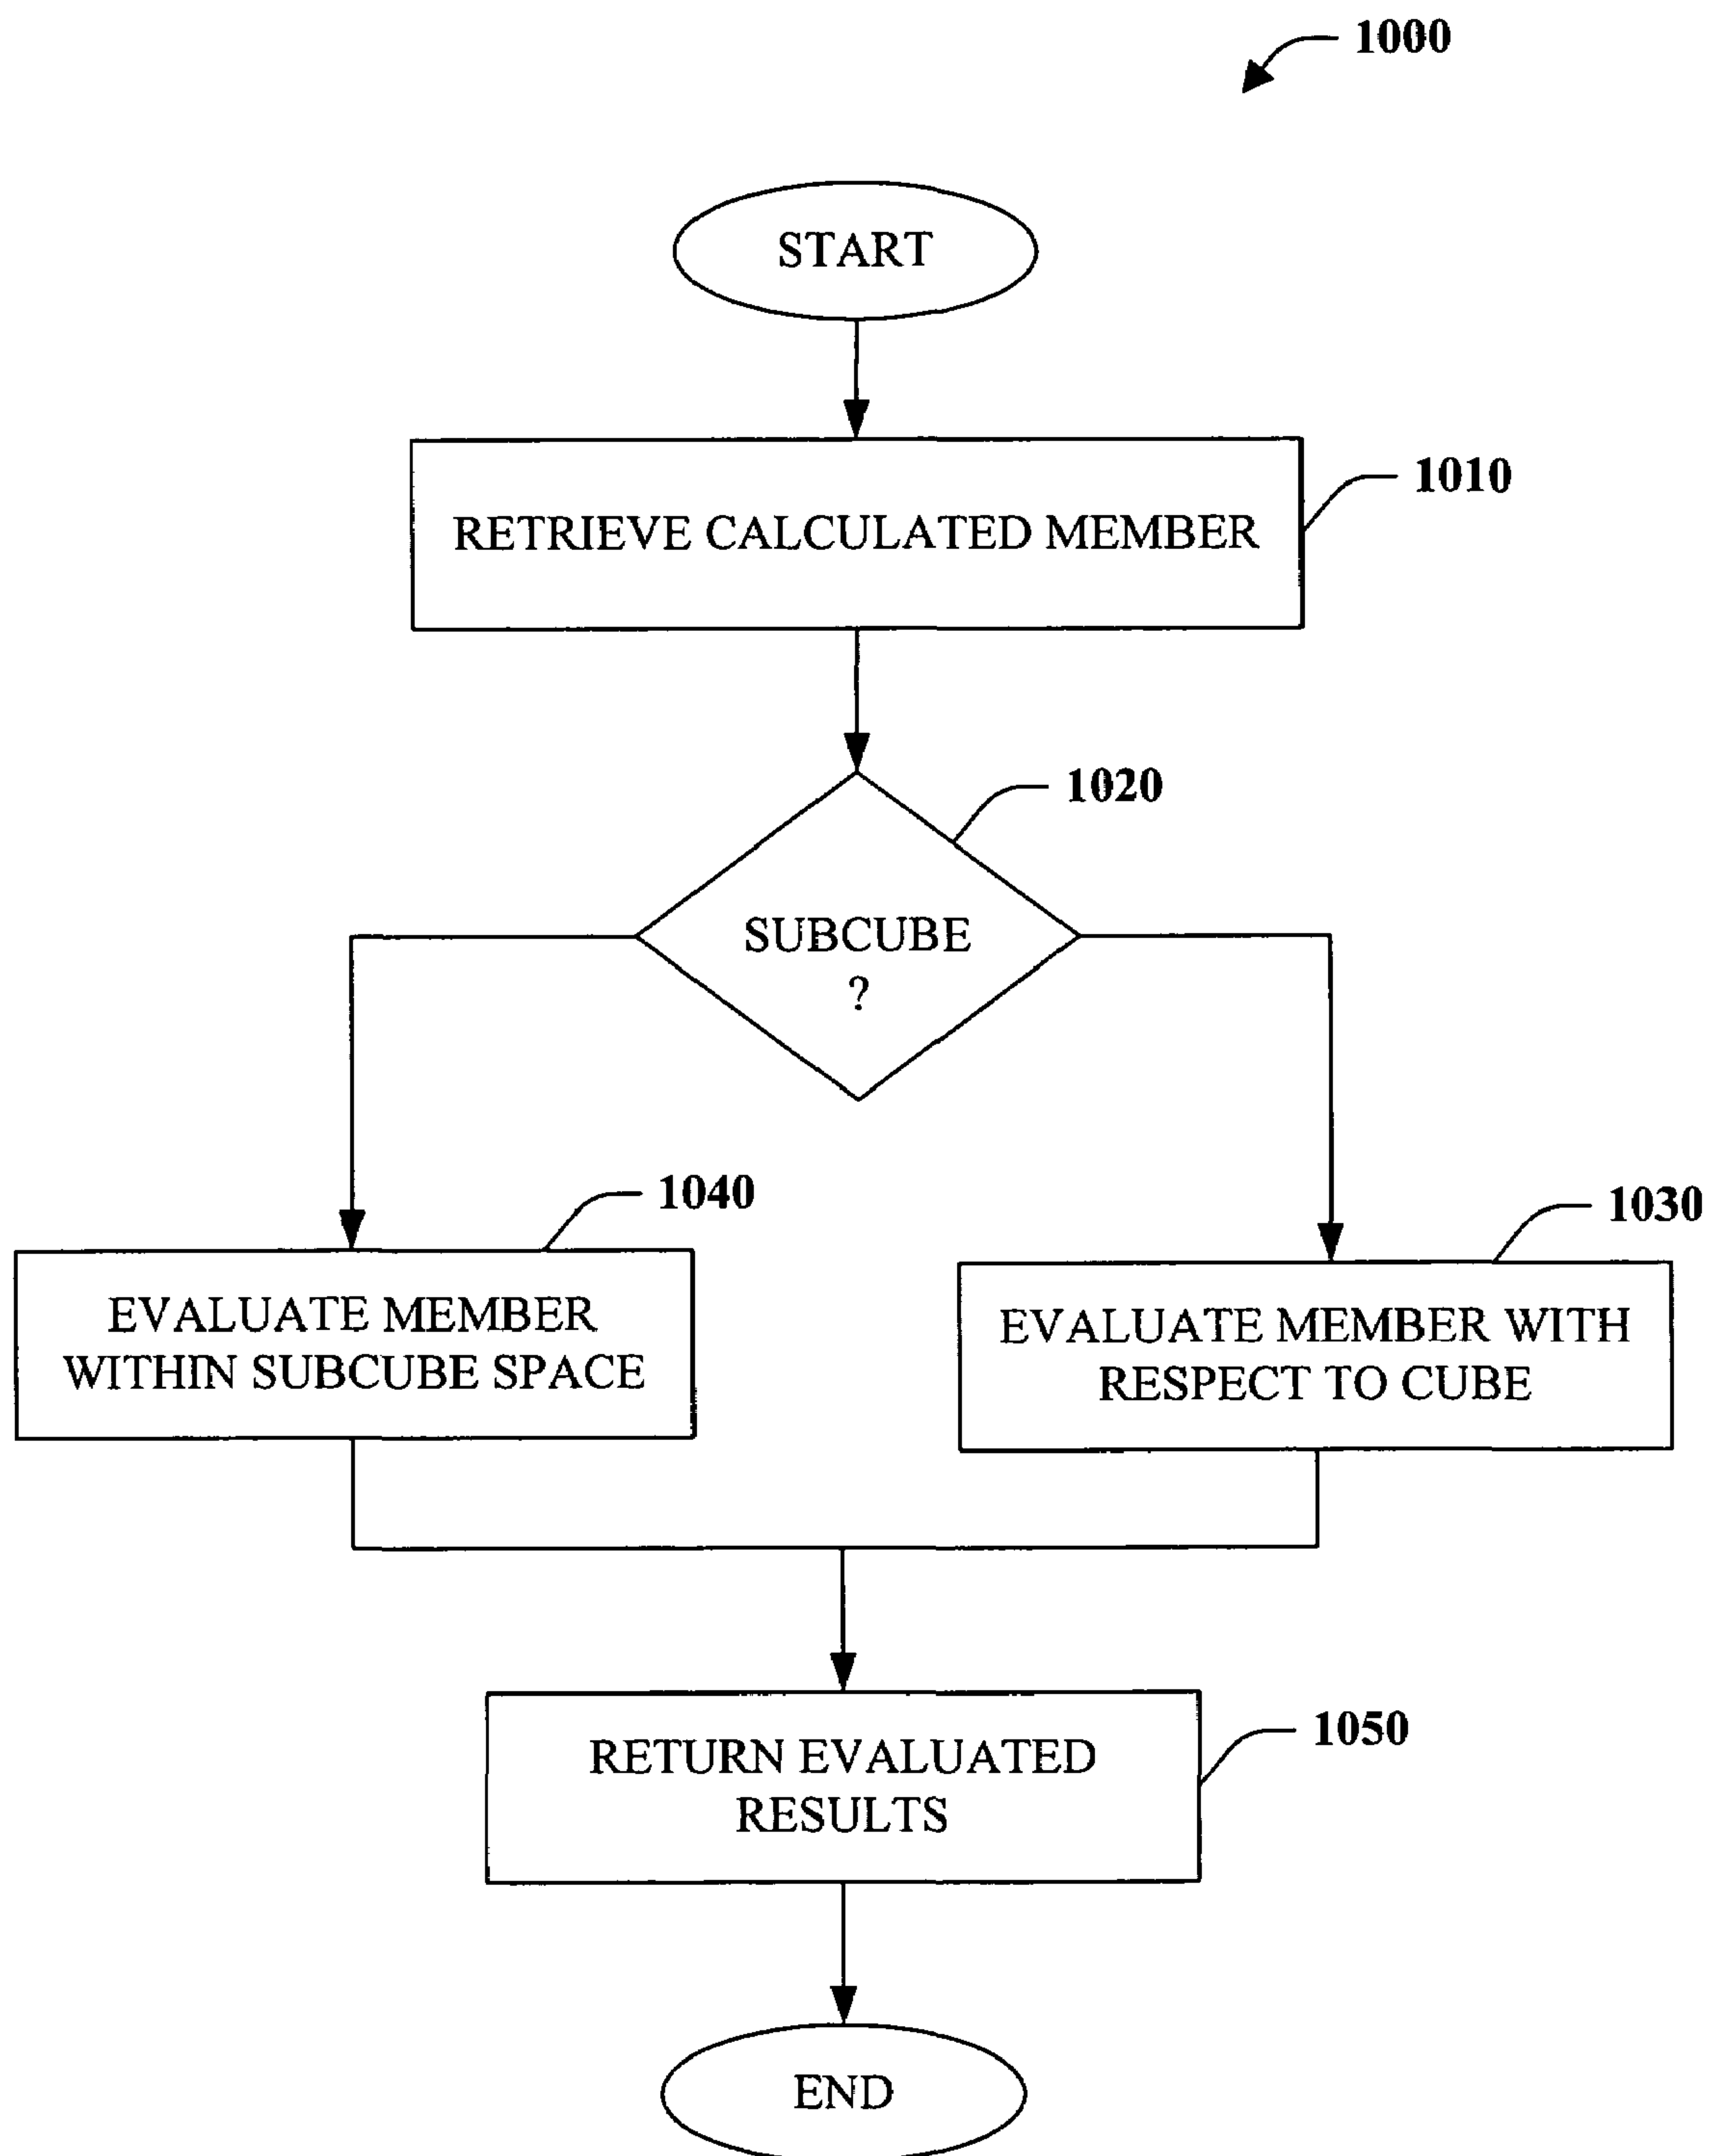 1000
START
1010
RETRIEVE CALCULATED MEMBER
1020
SUBCUBE
?
1040
EVALUATE MEMBER
WITHIN SUBCUBE SPACE
1030
EVALUATE MEMBER WITH
RESPECT TO CUBE
1050
RETURN EVALUATED
RESULTS
END